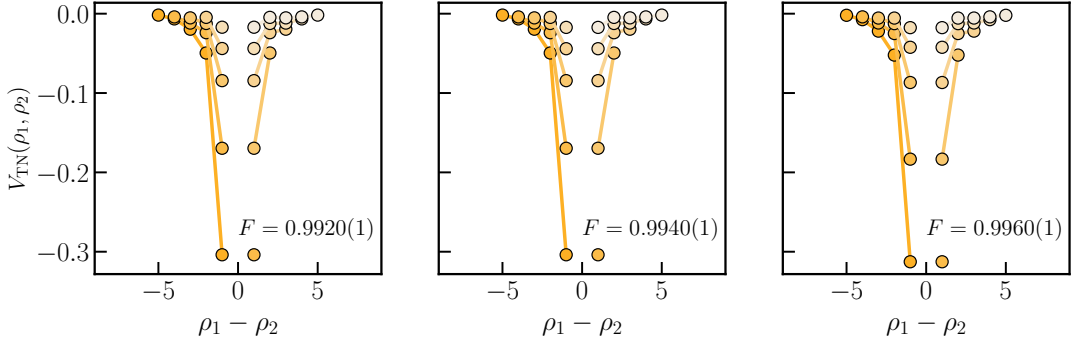 0.0
−0.1
−0.2
−0.3
V_TN(ρ₁, ρ₂)
F = 0.9920(1)
−5 0 5
ρ₁ − ρ₂
F = 0.9940(1)
−5 0 5
ρ₁ − ρ₂
F = 0.9960(1)
−5 0 5
ρ₁ − ρ₂